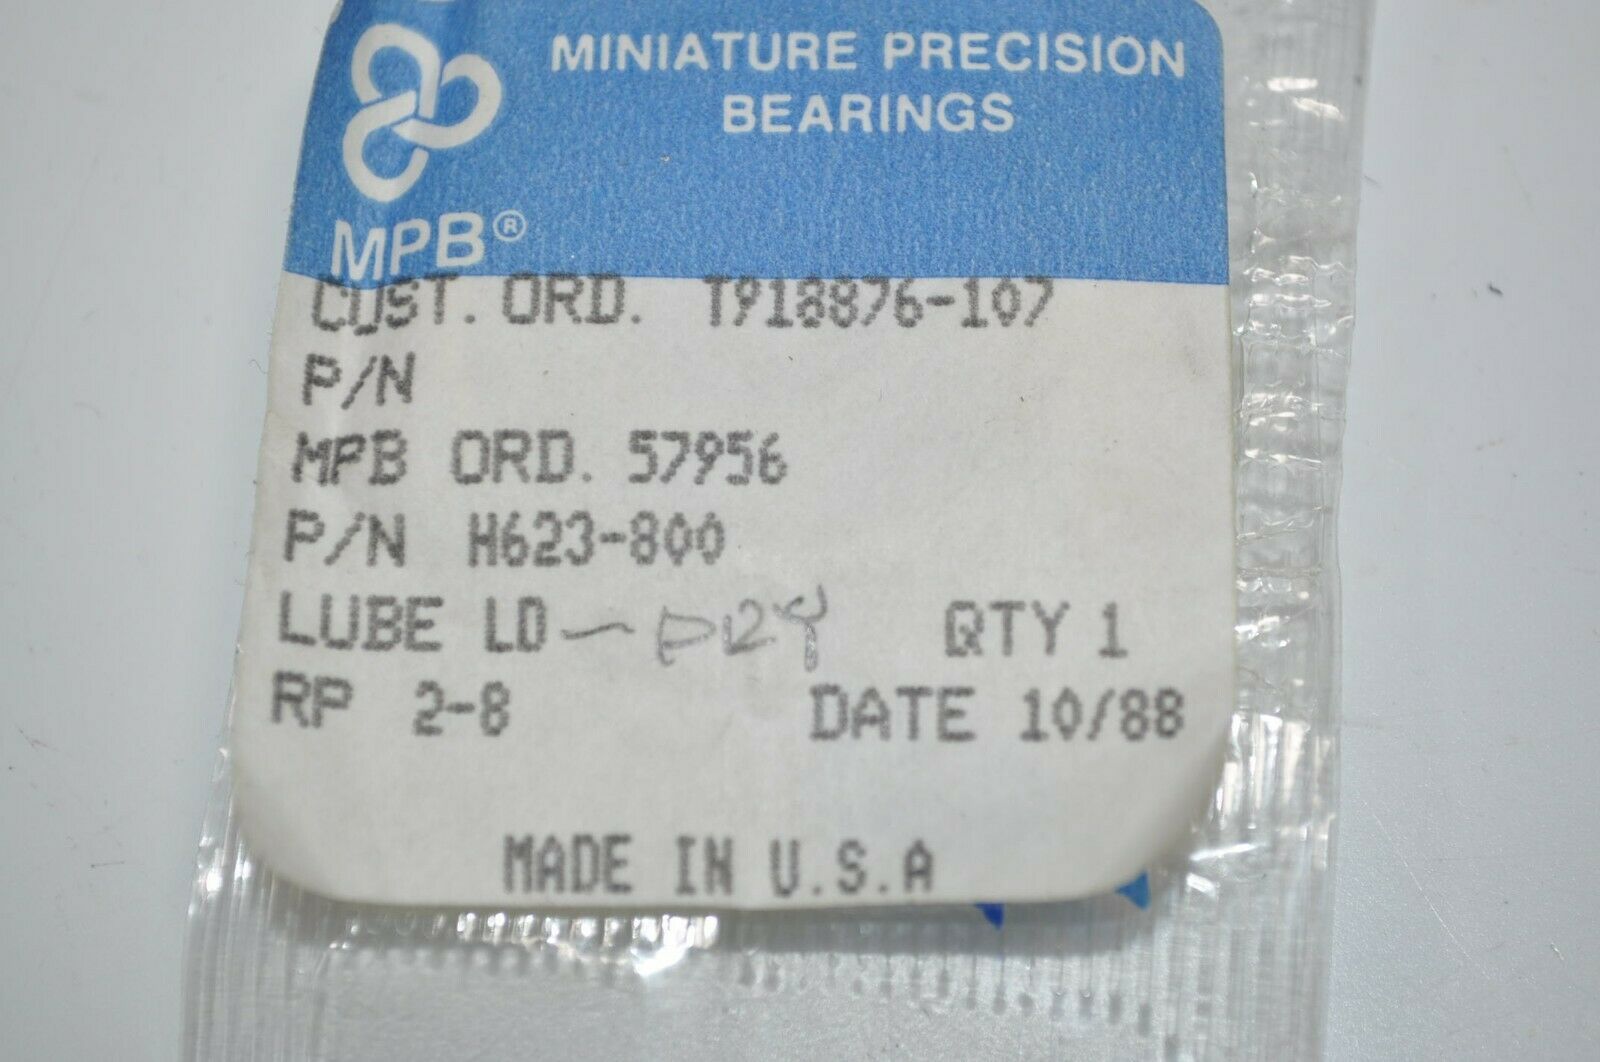 MINIATURE PRECISION
BEARINGS
MPB®
CUST. ORD. T918876-107
P/N
MPB ORD. 57956
P/N H623-800
LUBE LD - DRY QTY 1
RP 2-8 DATE 10/88
MADE IN U.S.A